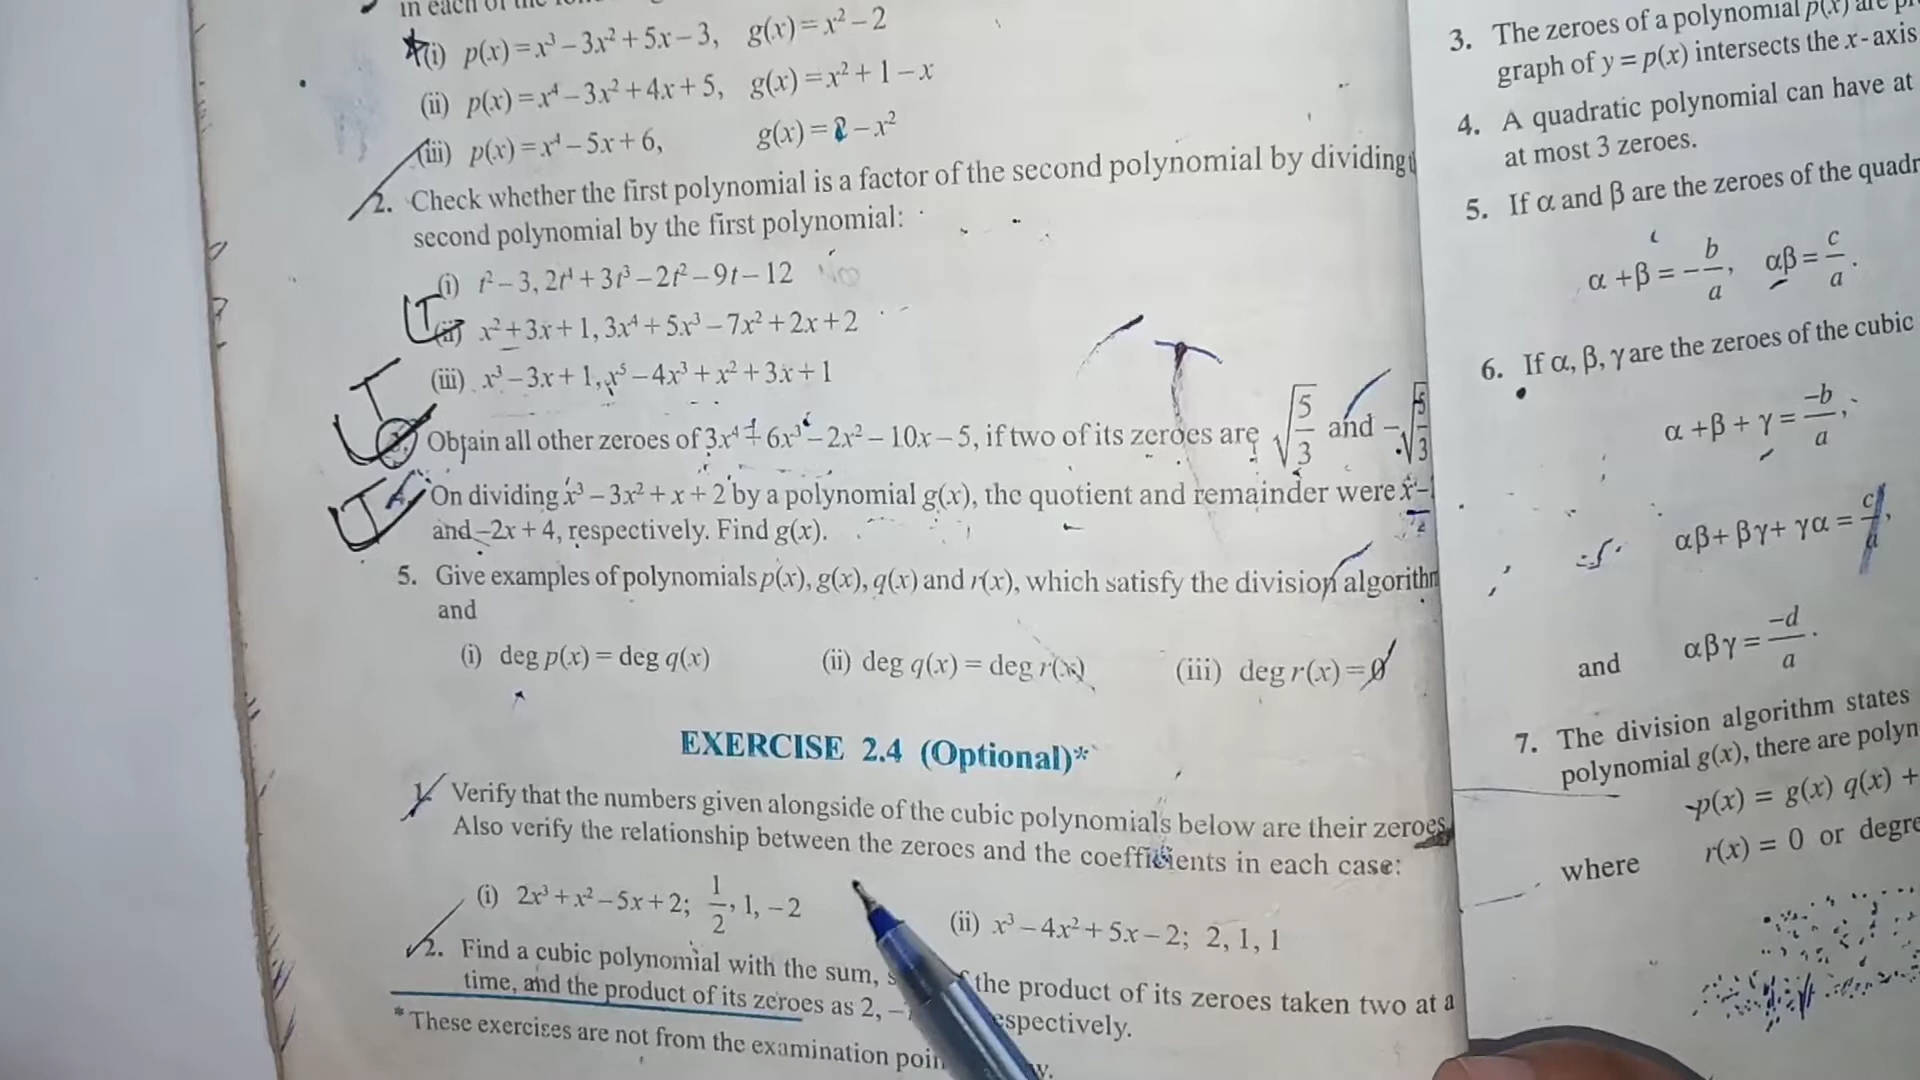 in each of the
(i) p(x) = x³ – 3x² + 5x – 3, g(x) = x² – 2
(ii) p(x) = x⁴ – 3x² + 4x + 5, g(x) = x² + 1 – x
(iii) p(x) = x⁴ – 5x + 6, g(x) = 2 – x²
2. Check whether the first polynomial is a factor of the second polynomial by dividing
second polynomial by the first polynomial:
(i) t² – 3, 2t⁴ + 3t³ – 2t² – 9t – 12 No
(ii) x² + 3x + 1, 3x⁴ + 5x³ – 7x² + 2x + 2
(iii) x³ – 3x + 1, x⁵ – 4x³ + x² + 3x + 1
Obtain all other zeroes of 3x⁴ + 6x³ – 2x² – 10x – 5, if two of its zeroes are √(5/3) and –√(5/3)
4. On dividing x³ – 3x² + x + 2 by a polynomial g(x), the quotient and remainder were x –
and –2x + 4, respectively. Find g(x).
5. Give examples of polynomials p(x), g(x), q(x) and r(x), which satisfy the division algorithm
and
(i) deg p(x) = deg q(x) (ii) deg q(x) = deg r(x) (iii) deg r(x) = 0
EXERCISE 2.4 (Optional)*
1. Verify that the numbers given alongside of the cubic polynomials below are their zeroes.
Also verify the relationship between the zeroes and the coefficients in each case:
(i) 2x³ + x² – 5x + 2; 1/2, 1, –2 (ii) x³ – 4x² + 5x – 2; 2, 1, 1
2. Find a cubic polynomial with the sum, the product of its zeroes taken two at a
time, and the product of its zeroes as 2, – respectively.
*These exercises are not from the examination
3. The zeroes of a polynomial p(x) are
graph of y = p(x) intersects the x-axis
4. A quadratic polynomial can have at
at most 3 zeroes.
5. If α and β are the zeroes of the
α + β = –b/a, αβ = c/a.
6. If α, β, γ are the zeroes of the cubic
α + β + γ = –b/a,
αβ + βγ + γα = c/a,
and αβγ = –d/a.
7. The division algorithm states
polynomial g(x), there are
p(x) = g(x) q(x) +
where r(x) = 0 or